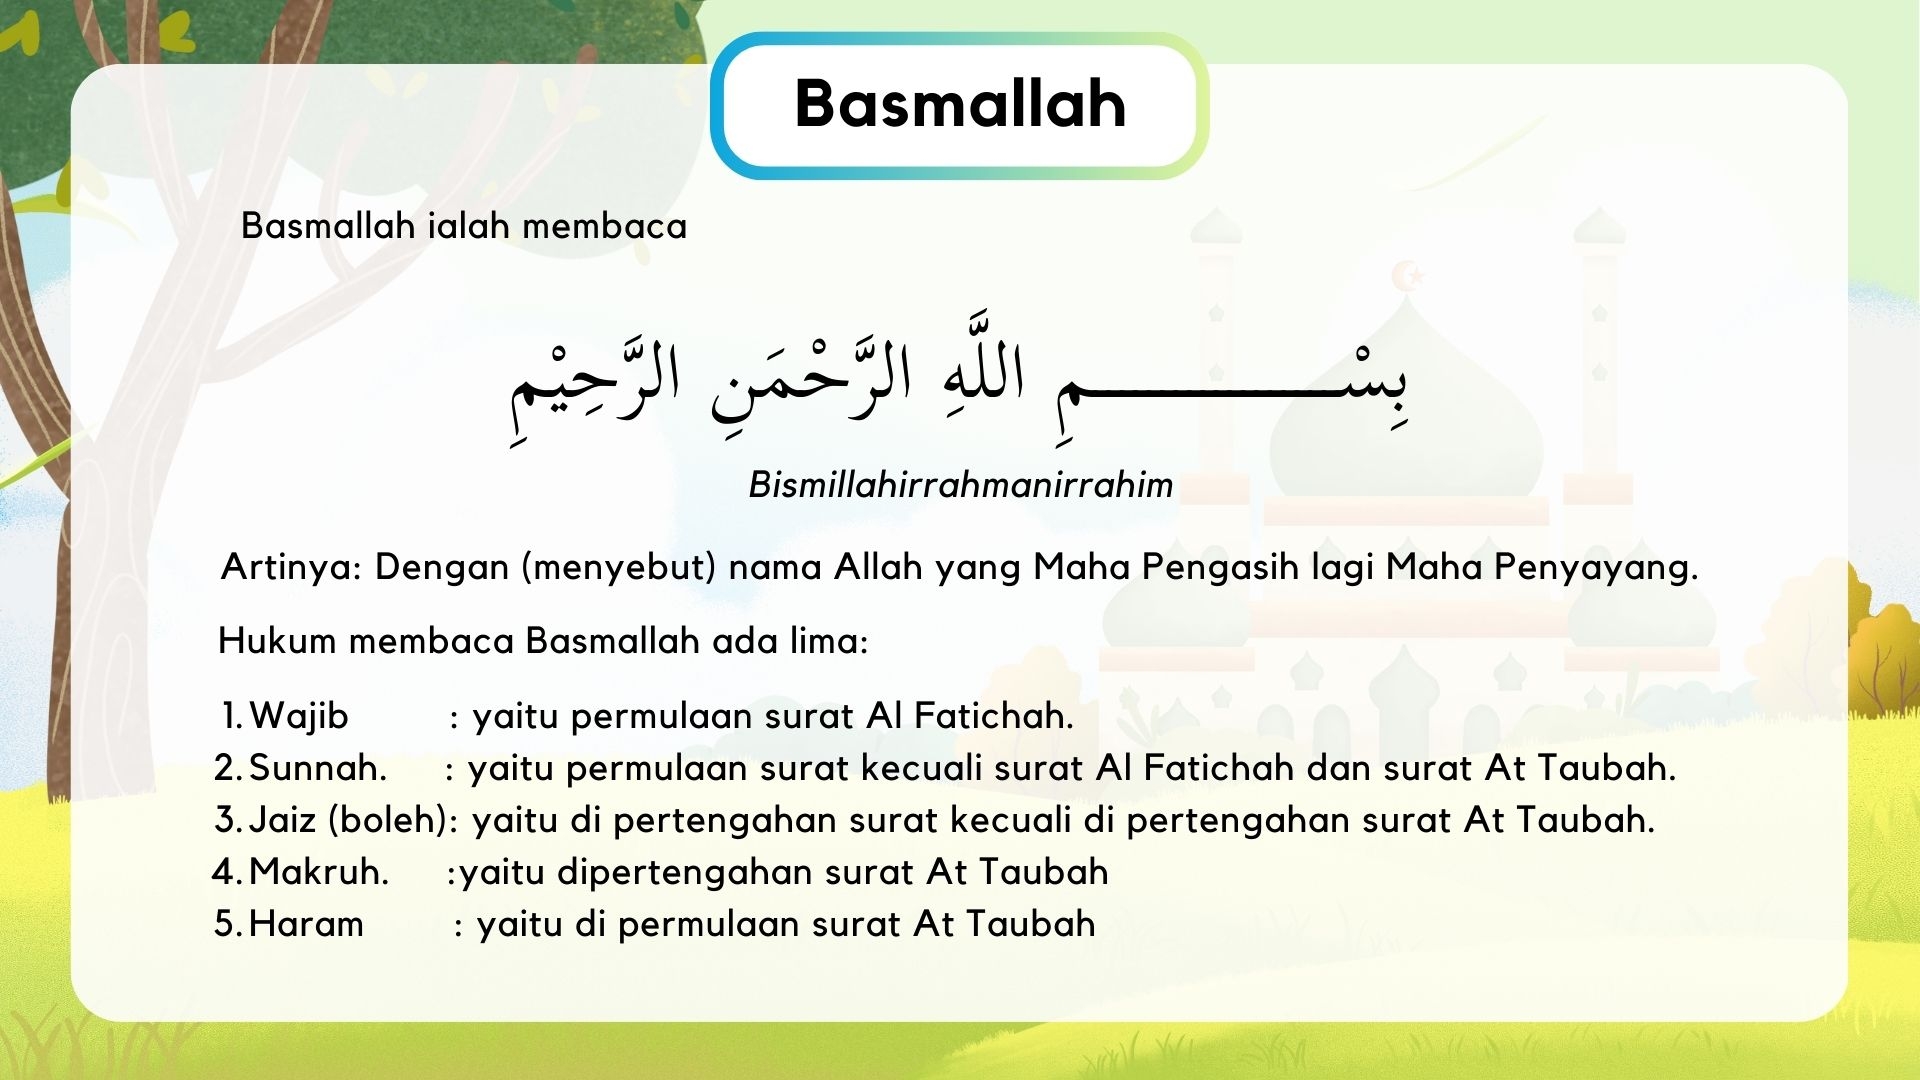 Basmallah
Basmallah ialah membaca
بِسْـــــــــــــــمِ اللَّهِ الرَّحْمَنِ الرَّحِيْمِ
Bismillahirrahmanirrahim
Artinya: Dengan (menyebut) nama Allah yang Maha Pengasih lagi Maha Penyayang.
Hukum membaca Basmallah ada lima:
1. Wajib : yaitu permulaan surat Al Fatichah.
2. Sunnah. : yaitu permulaan surat kecuali surat Al Fatichah dan surat At Taubah.
3. Jaiz (boleh): yaitu di pertengahan surat kecuali di pertengahan surat At Taubah.
4. Makruh. :yaitu dipertengahan surat At Taubah
5. Haram : yaitu di permulaan surat At Taubah